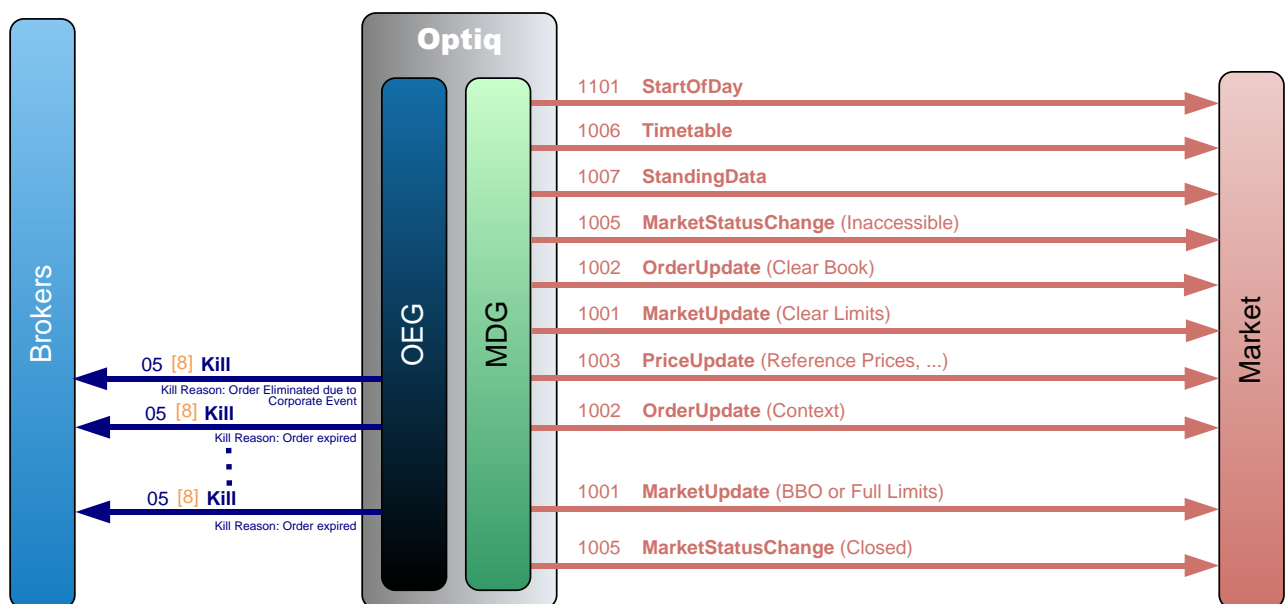 Optiq
Brokers
OEG
MDG
Market
1101 StartOfDay
1006 Timetable
1007 StandingData
1005 MarketStatusChange (Inaccessible)
1002 OrderUpdate (Clear Book)
1001 MarketUpdate (Clear Limits)
05 [8] Kill
1003 PriceUpdate (Reference Prices, ...)
Kill Reason: Order Eliminated due to
Corporate Event
05 [8] Kill
1002 OrderUpdate (Context)
Kill Reason: Order expired
05 [8] Kill
1001 MarketUpdate (BBO or Full Limits)
Kill Reason: Order expired
1005 MarketStatusChange (Closed)